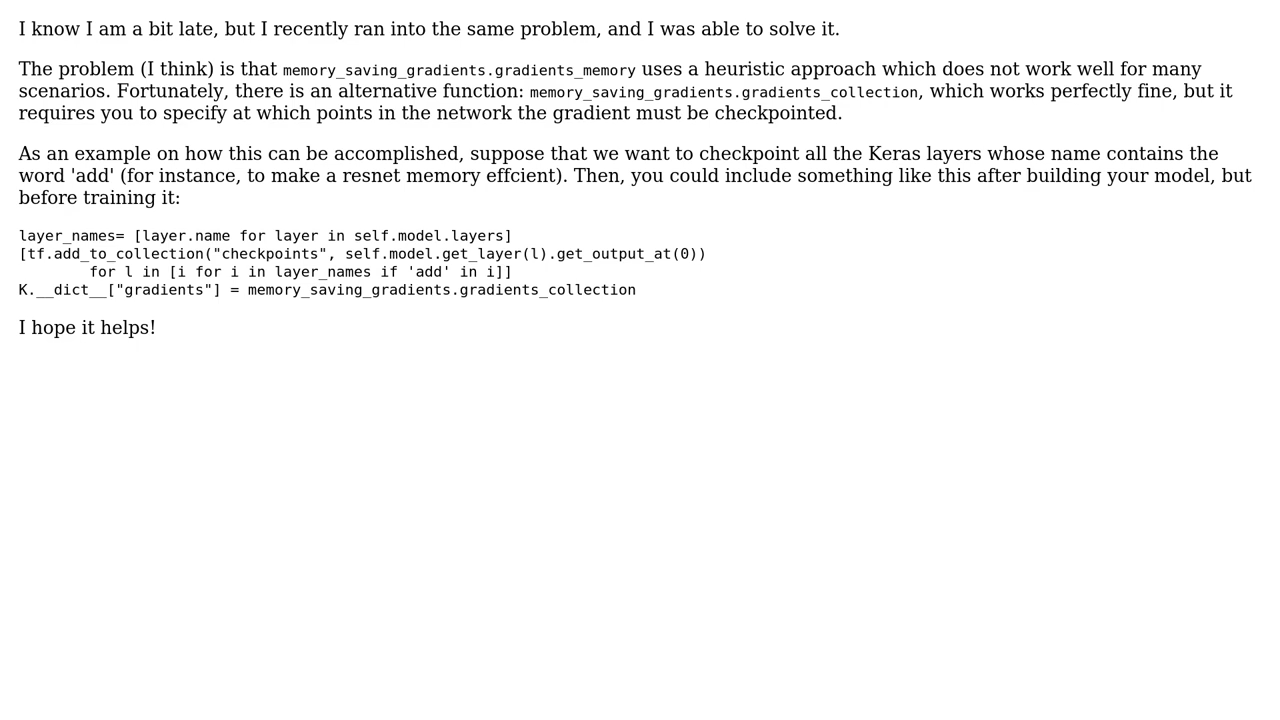 I know I am a bit late, but I recently ran into the same problem, and I was able to solve it.
The problem (I think) is that memory_saving_gradients.gradients_memory uses a heuristic approach which does not work well for many
scenarios. Fortunately, there is an alternative function: memory_saving_gradients.gradients_collection, which works perfectly fine, but it
requires you to specify at which points in the network the gradient must be checkpointed.
As an example on how this can be accomplished, suppose that we want to checkpoint all the Keras layers whose name contains the
word 'add' (for instance, to make a resnet memory effcient). Then, you could include something like this after building your model, but
before training it:
layer_names= [layer.name for layer in self.model.layers]
[tf.add_to_collection("checkpoints", self.model.get_layer(l).get_output_at(0))
        for l in [i for i in layer_names if 'add' in i]]
K.__dict__["gradients"] = memory_saving_gradients.gradients_collection
I hope it helps!